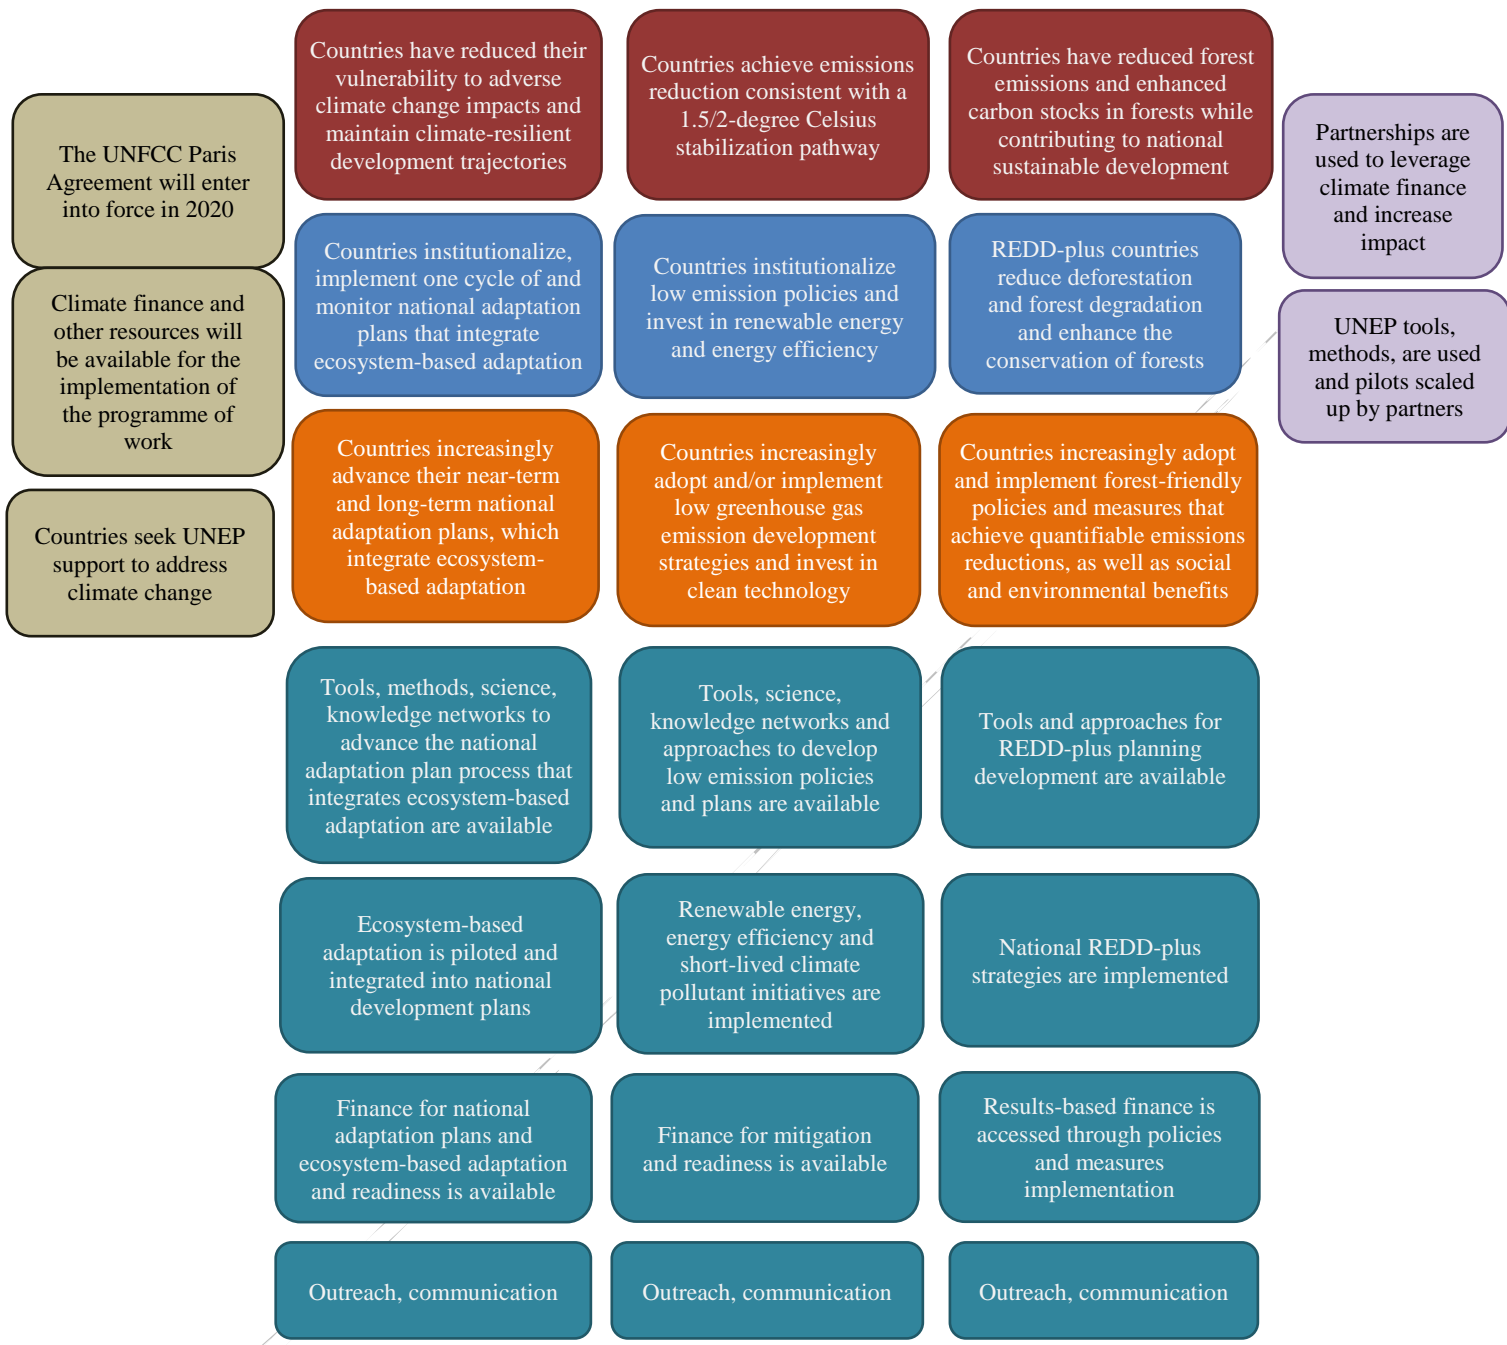 Countries have reduced their
vulnerability to adverse
climate change impacts and
maintain climate-resilient
development trajectories
Countries achieve emissions
reduction consistent with a
1.5/2-degree Celsius
stabilization pathway
Countries have reduced forest
emissions and enhanced
carbon stocks in forests while
contributing to national
sustainable development
The UNFCC Paris
Agreement will enter
into force in 2020
Partnerships are
used to leverage
climate finance
and increase
impact
Countries institutionalize,
implement one cycle of and
monitor national adaptation
plans that integrate
ecosystem-based adaptation
Countries institutionalize
low emission policies and
invest in renewable energy
and energy efficiency
REDD-plus countries
reduce deforestation
and forest degradation
and enhance the
conservation of forests
Climate finance and
other resources will
be available for the
implementation of
the programme of
work
UNEP tools,
methods, are used
and pilots scaled
up by partners
Countries increasingly
advance their near-term
and long-term national
adaptation plans, which
integrate ecosystem-
based adaptation
Countries increasingly
adopt and/or implement
low greenhouse gas
emission development
strategies and invest in
clean technology
Countries increasingly adopt
and implement forest-friendly
policies and measures that
achieve quantifiable emissions
reductions, as well as social
and environmental benefits
Countries seek UNEP
support to address
climate change
Tools, methods, science,
knowledge networks to
advance the national
adaptation plan process that
integrates ecosystem-based
adaptation are available
Tools, science,
knowledge networks and
approaches to develop
low emission policies
and plans are available
Tools and approaches for
REDD-plus planning
development are available
Ecosystem-based
adaptation is piloted and
integrated into national
development plans
Renewable energy,
energy efficiency and
short-lived climate
pollutant initiatives are
implemented
National REDD-plus
strategies are implemented
Finance for national
adaptation plans and
ecosystem-based adaptation
and readiness is available
Finance for mitigation
and readiness is available
Results-based finance is
accessed through policies
and measures
implementation
Outreach, communication
Outreach, communication
Outreach, communication